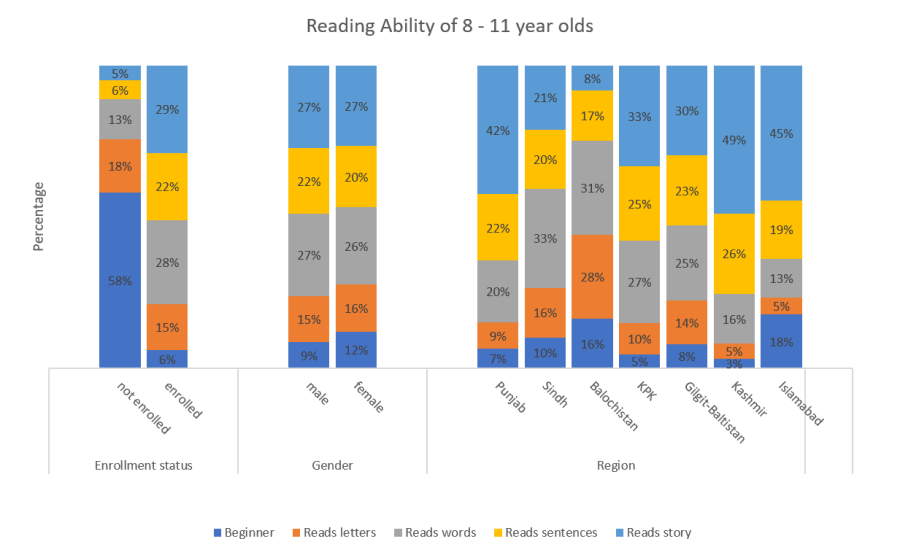 Reading Ability of 8 - 11 year olds
Percentage
5% 29% 27% 27% 42% 21% 8% 33% 30% 49% 45%
6% 22% 22% 20% 22% 20% 17% 25% 23% 26% 19%
13% 28% 27% 26% 20% 33% 31% 27% 25% 16% 13%
18% 15% 15% 16% 9% 16% 28% 10% 14% 5% 5%
58% 6% 9% 12% 7% 10% 16% 5% 8% 3% 18%
not enrolled enrolled male female Punjab Sindh Balochistan KPK Gilgit-Baltistan Kashmir Islamabad
Enrollment status Gender Region
Beginner Reads letters Reads words Reads sentences Reads story